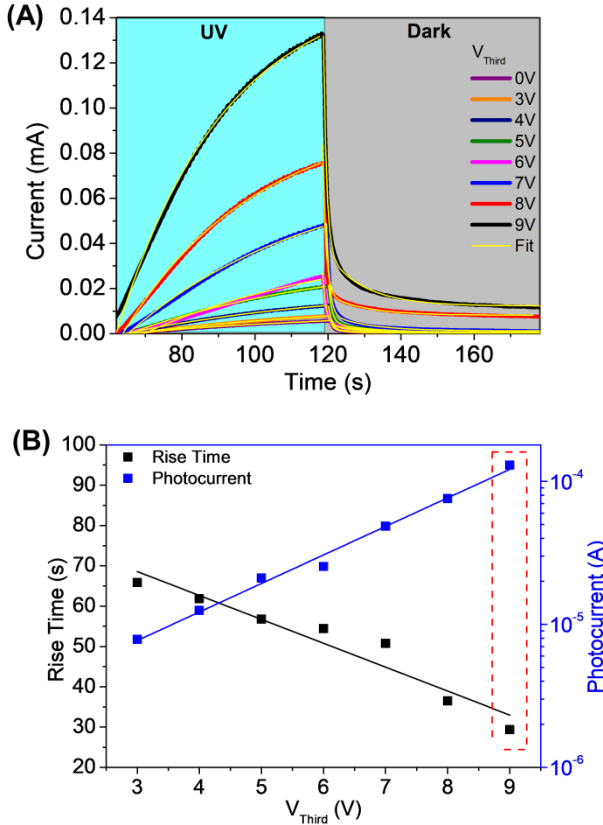 (A)
UV
Dark
V_Third
0V
3V
4V
5V
6V
7V
8V
9V
Fit
Current (mA)
0.14
0.12
0.10
0.08
0.06
0.04
0.02
0.00
80 100 120 140 160
Time (s)
(B)
Rise Time
Photocurrent
Rise Time (s)
100
90
80
70
60
50
40
30
20
10^-4
10^-5
10^-6
Photocurrent (A)
3 4 5 6 7 8 9
V_Third (V)